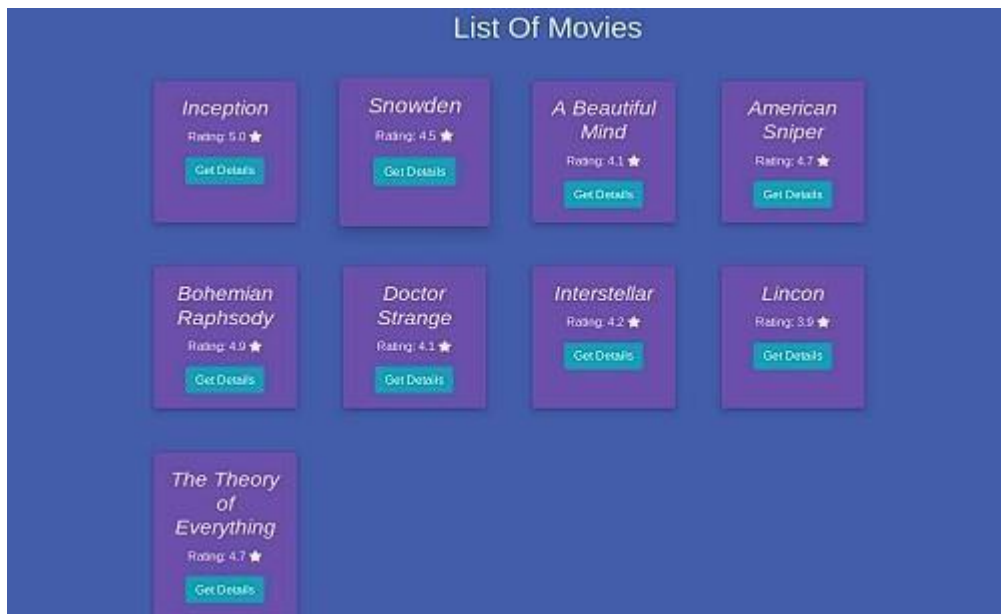 List Of Movies
Inception
Rating: 5.0
Get Details
Snowden
Rating: 4.5
Get Details
A Beautiful
Mind
Rating: 4.1
Get Details
American
Sniper
Rating: 4.7
Get Details
Bohemian
Raphsody
Rating: 4.9
Get Details
Doctor
Strange
Rating: 4.1
Get Details
Interstellar
Rating: 4.2
Get Details
Lincon
Rating: 3.9
Get Details
The Theory
of
Everything
Rating: 4.7
Get Details